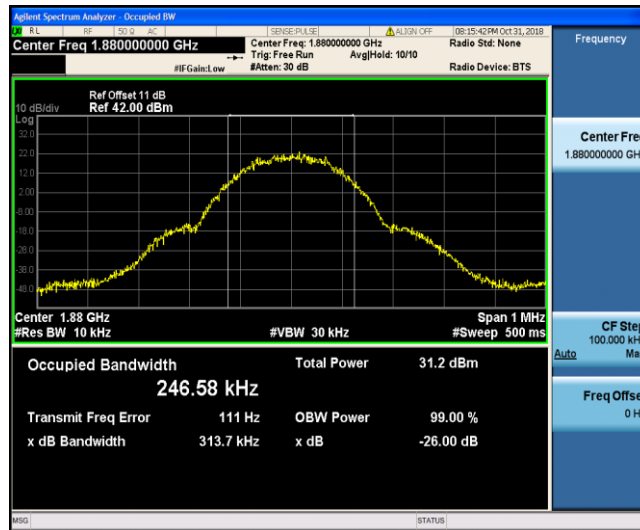 Agilent Spectrum Analyzer - Occupied BW
RL RF 50 Ω AC SENSE:PULSE ALIGN OFF 08:15:42PM Oct 31, 2018
Center Freq 1.880000000 GHz Center Freq: 1.880000000 GHz Radio Std: None Frequency
Trig: Free Run Avg|Hold: 10/10
#IFGain:Low #Atten: 30 dB Radio Device: BTS
Ref Offset 11 dB
10 dB/div Ref 42.00 dBm
Log
32.0
22.0
12.0
2.00
-8.00
-18.0
-28.0
-38.0
-48.0
Center Fre
1.880000000 GH
Center 1.88 GHz Span 1 MHz
#Res BW 10 kHz #VBW 30 kHz #Sweep 500 ms
CF Step
100.000 kH
Auto Ma
Occupied Bandwidth Total Power 31.2 dBm
246.58 kHz
Transmit Freq Error 111 Hz OBW Power 99.00 %
x dB Bandwidth 313.7 kHz x dB -26.00 dB
Freq Offse
0 H
MSG STATUS